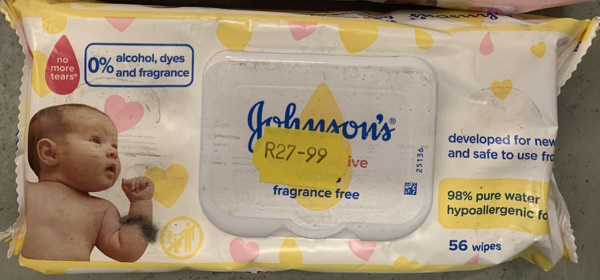 no
more
tears®
0% alcohol, dyes
and fragrance
Johnson's®
R27-99
ive
fragrance free
25136
developed for new
and safe to use fro
98% pure water
hypoallergenic fo
56 wipes